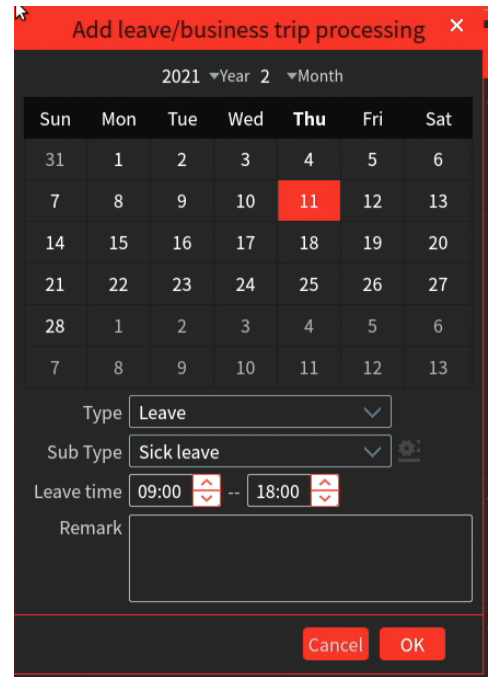 Add leave/business trip processing ×
2021 Year 2 Month
Sun Mon Tue Wed Thu Fri Sat
31 1 2 3 4 5 6
7 8 9 10 11 12 13
14 15 16 17 18 19 20
21 22 23 24 25 26 27
28 1 2 3 4 5 6
7 8 9 10 11 12 13
Type Leave
Sub Type Sick leave
Leave time 09:00 -- 18:00
Remark
Cancel OK